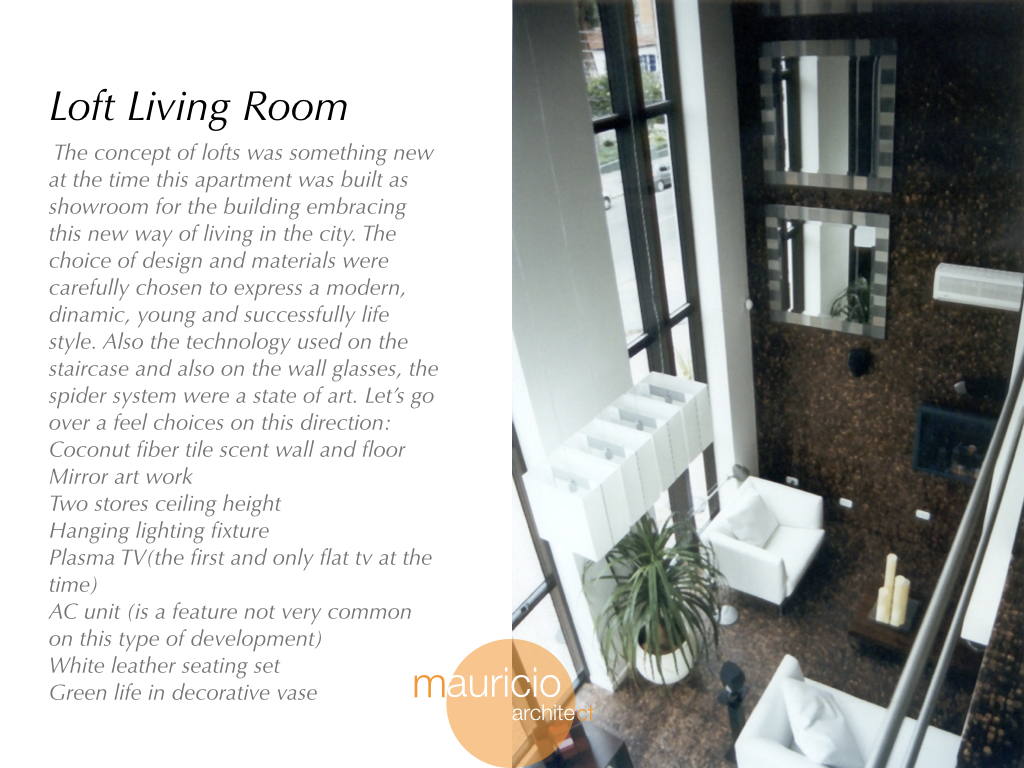 Loft Living Room
The concept of lofts was something new
at the time this apartment was built as
showroom for the building embracing
this new way of living in the city. The
choice of design and materials were
carefully chosen to express a modern,
dinamic, young and successfully life
style. Also the technology used on the
staircase and also on the wall glasses, the
spider system were a state of art. Let’s go
over a feel choices on this direction:
Coconut fiber tile scent wall and floor
Mirror art work
Two stores ceiling height
Hanging lighting fixture
Plasma TV(the first and only flat tv at the
time)
AC unit (is a feature not very common
on this type of development)
White leather seating set
Green life in decorative vase
mauricio
architect